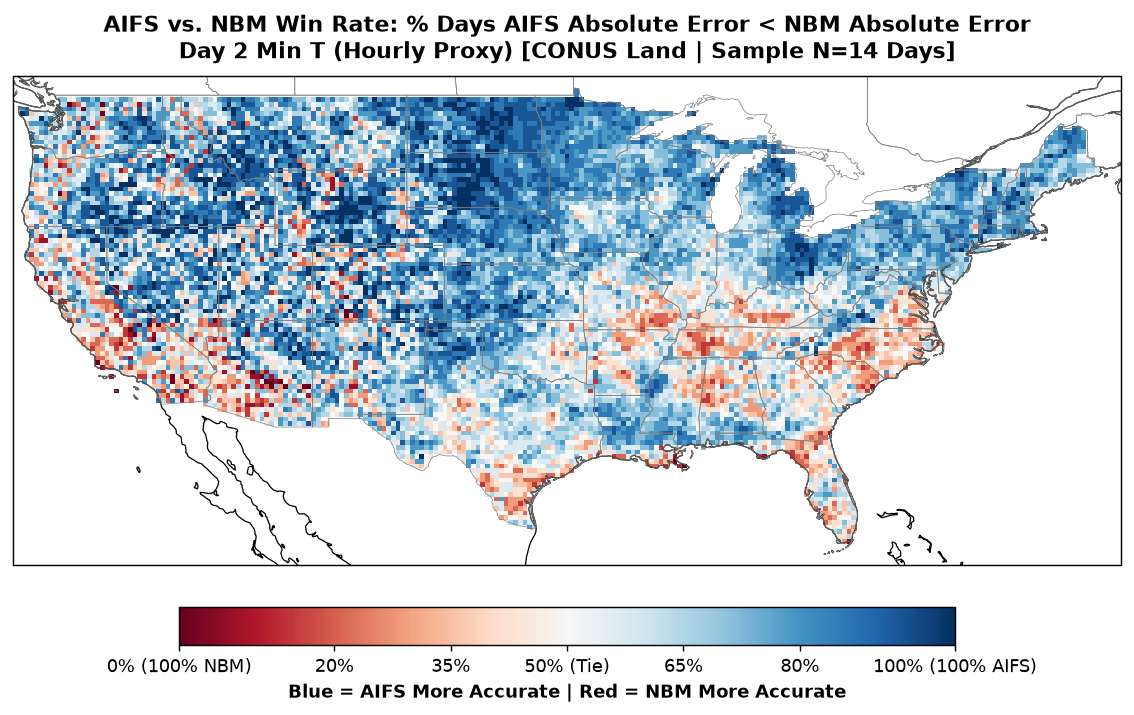 AIFS vs. NBM Win Rate: % Days AIFS Absolute Error < NBM Absolute Error
Day 2 Min T (Hourly Proxy) [CONUS Land | Sample N=14 Days]
0% (100% NBM) 20% 35% 50% (Tie) 65% 80% 100% (100% AIFS)
Blue = AIFS More Accurate | Red = NBM More Accurate